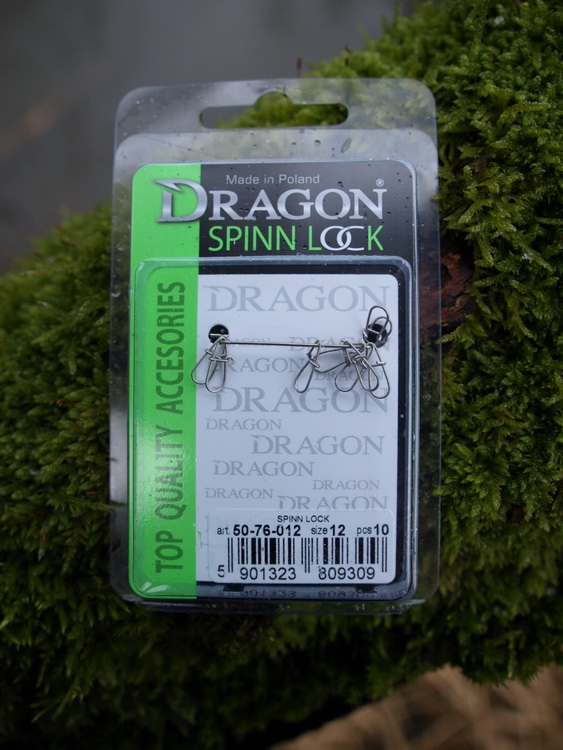 Made in Poland
DRAGON®
SPINN LOCK
TOP QUALITY ACCESORIES
DRAGON
DRAGON
DRAGON
DRAGON
DRAGON
DRAGON
DRAGON
DRAGON
DRAGON
DRAGON
SPINN LOCK
art. 50-76-012 size 12 pcs 10
5 901323 809309